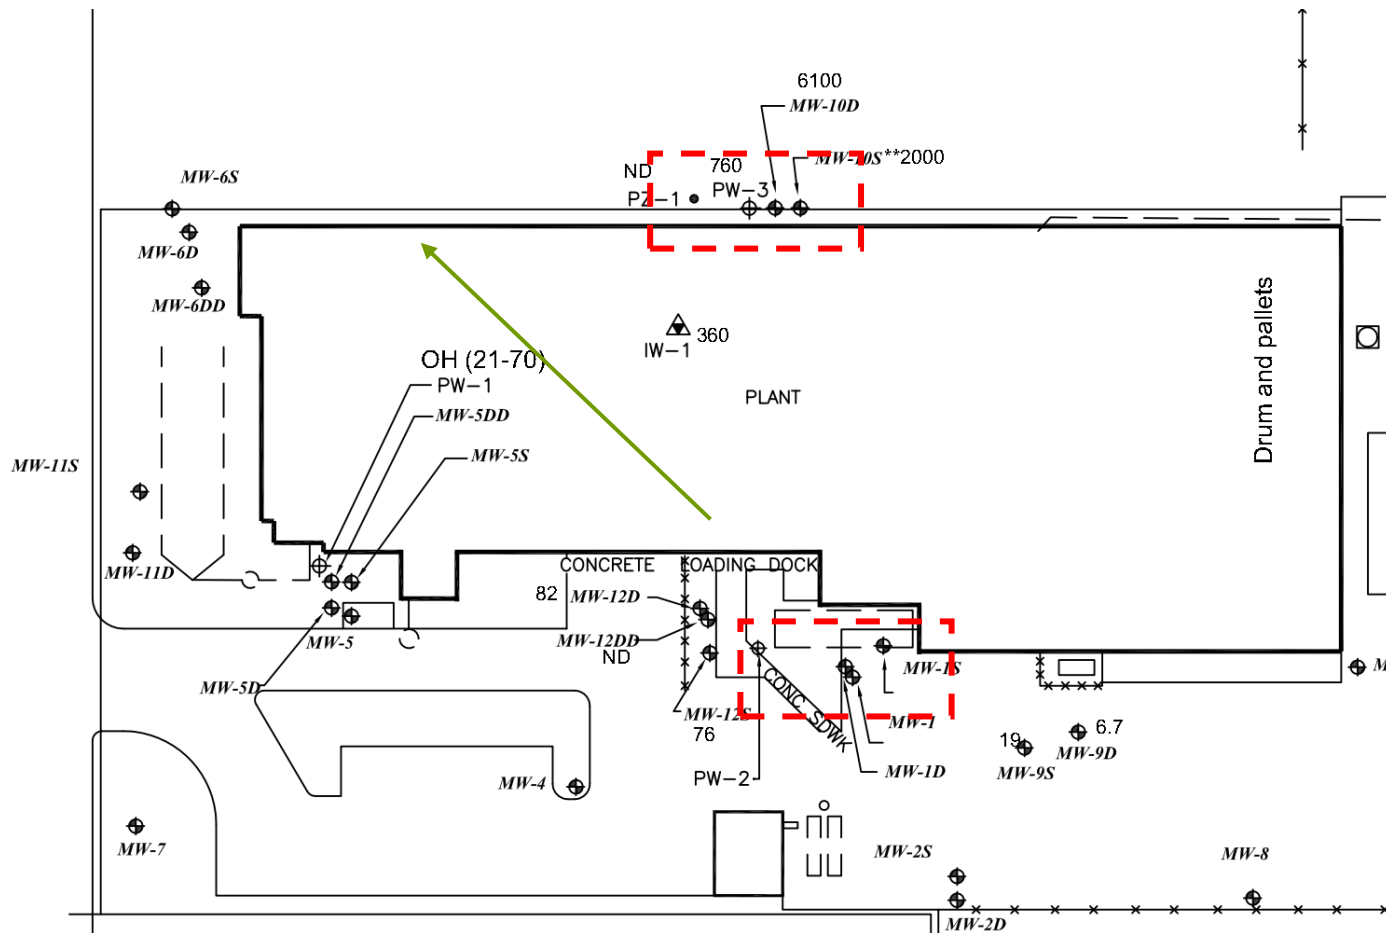 6100
MW-10D
ND
760
MW-10S**2000
MW-6S
PZ-1
PW-3
MW-6D
MW-6DD
360
IW-1
OH (21-70)
PW-1
PLANT
Drum and pallets
MW-5DD
MW-5S
MW-11S
CONCRETE LOADING DOCK
MW-11D
82
MW-12D
MW-5
MW-12DD
ND
MW-1S
M
MW-5D
CONC SDWK
MW-12S
MW-1
76
19
6.7
MW-9D
MW-9S
MW-4
PW-2
MW-1D
MW-7
MW-2S
MW-8
MW-2D